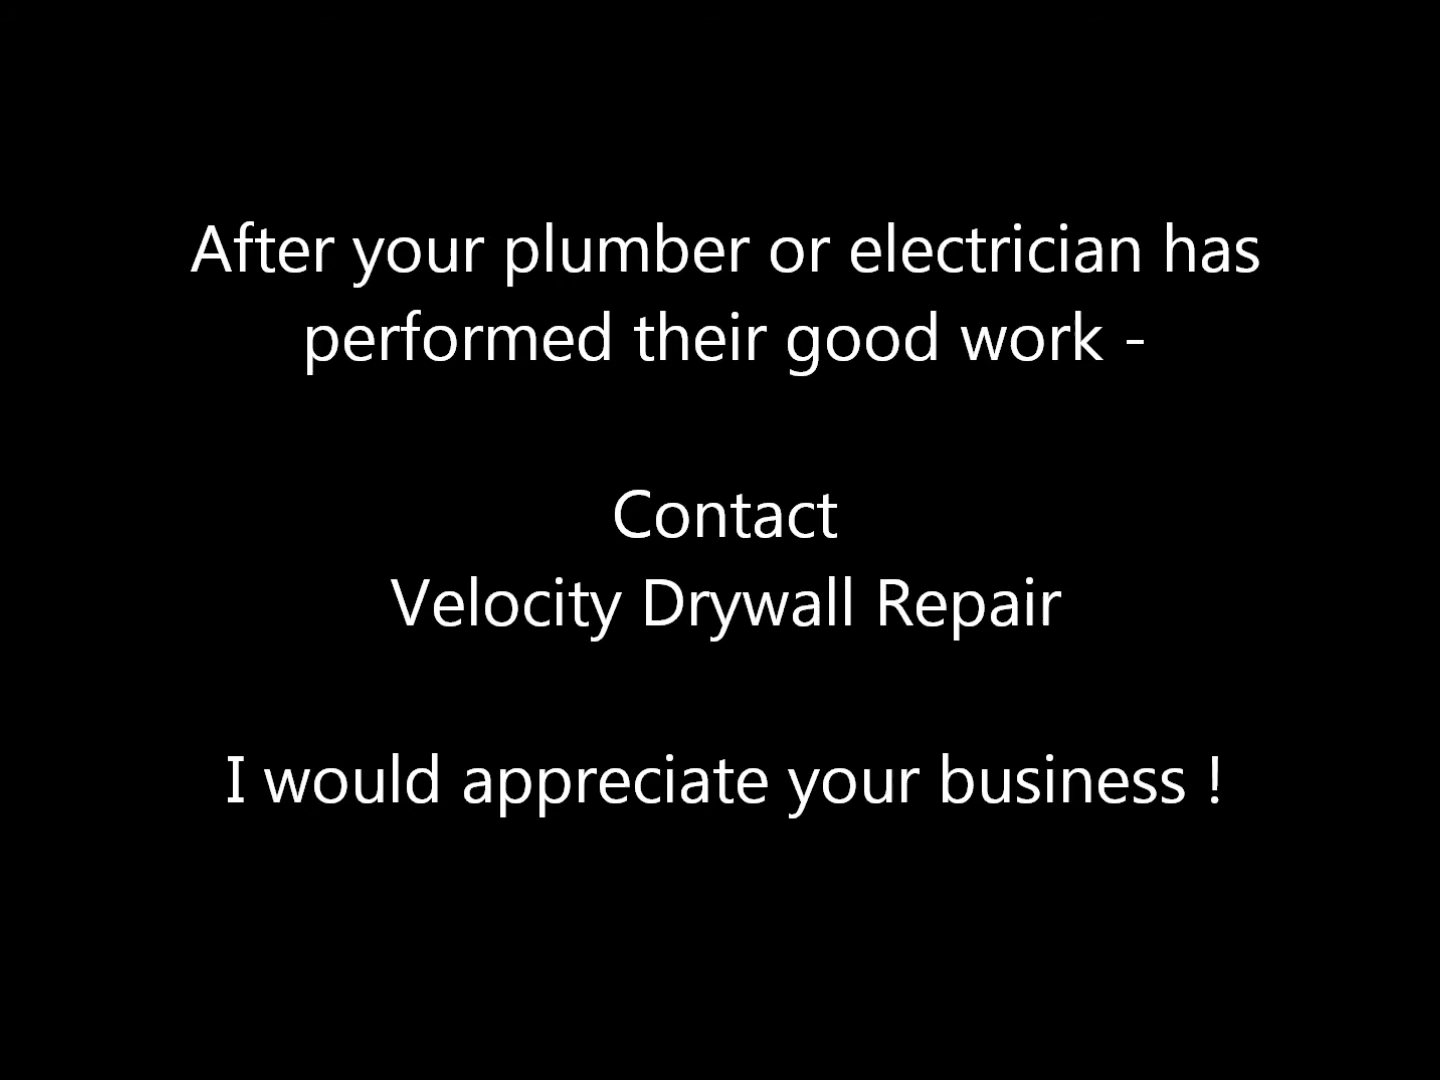 After your plumber or electrician has
performed their good work -
Contact
Velocity Drywall Repair
I would appreciate your business !